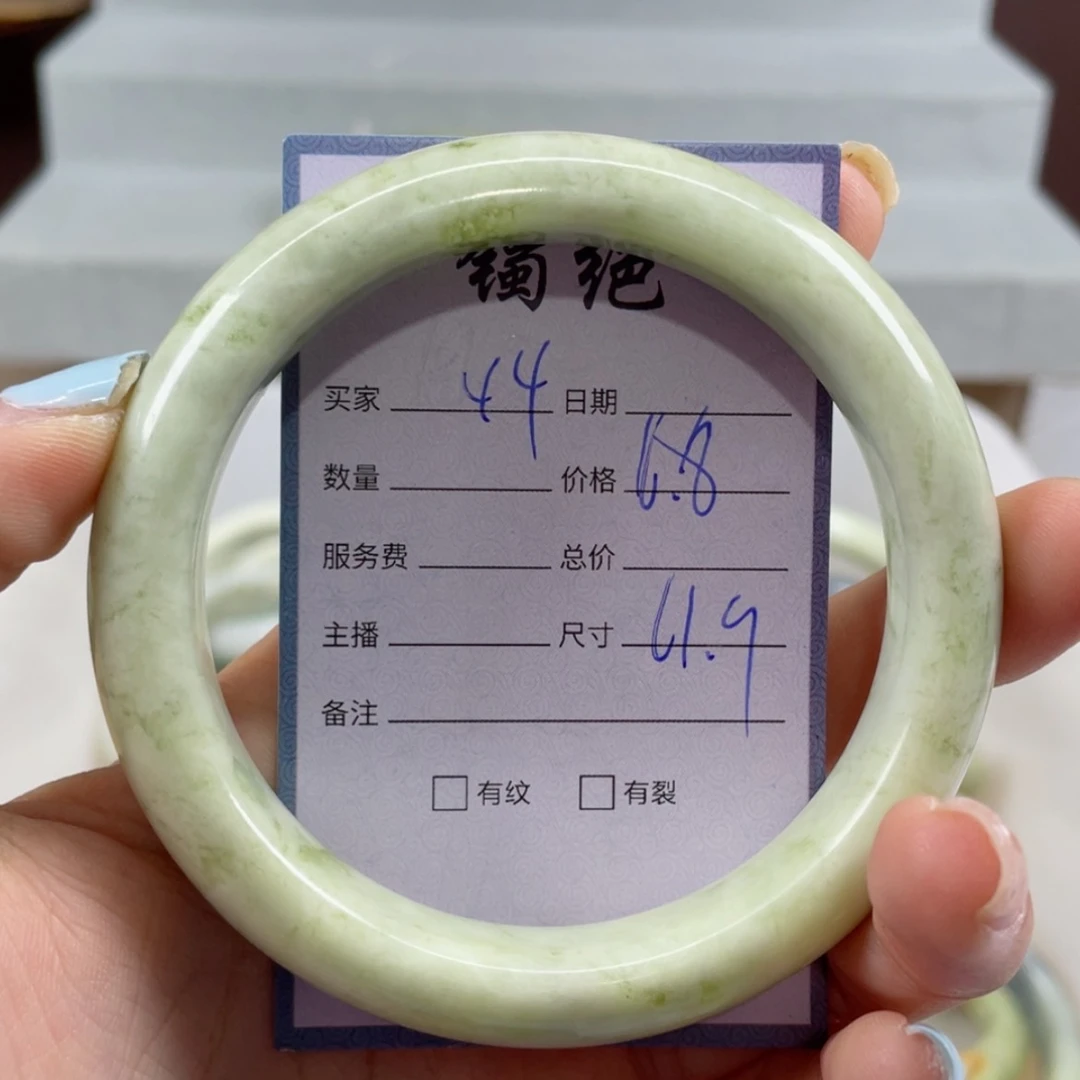 镯绝
买家 44 日期
数量 价格 6.8
服务费 总价
主播 尺寸 61.9
备注
□有纹 □有裂